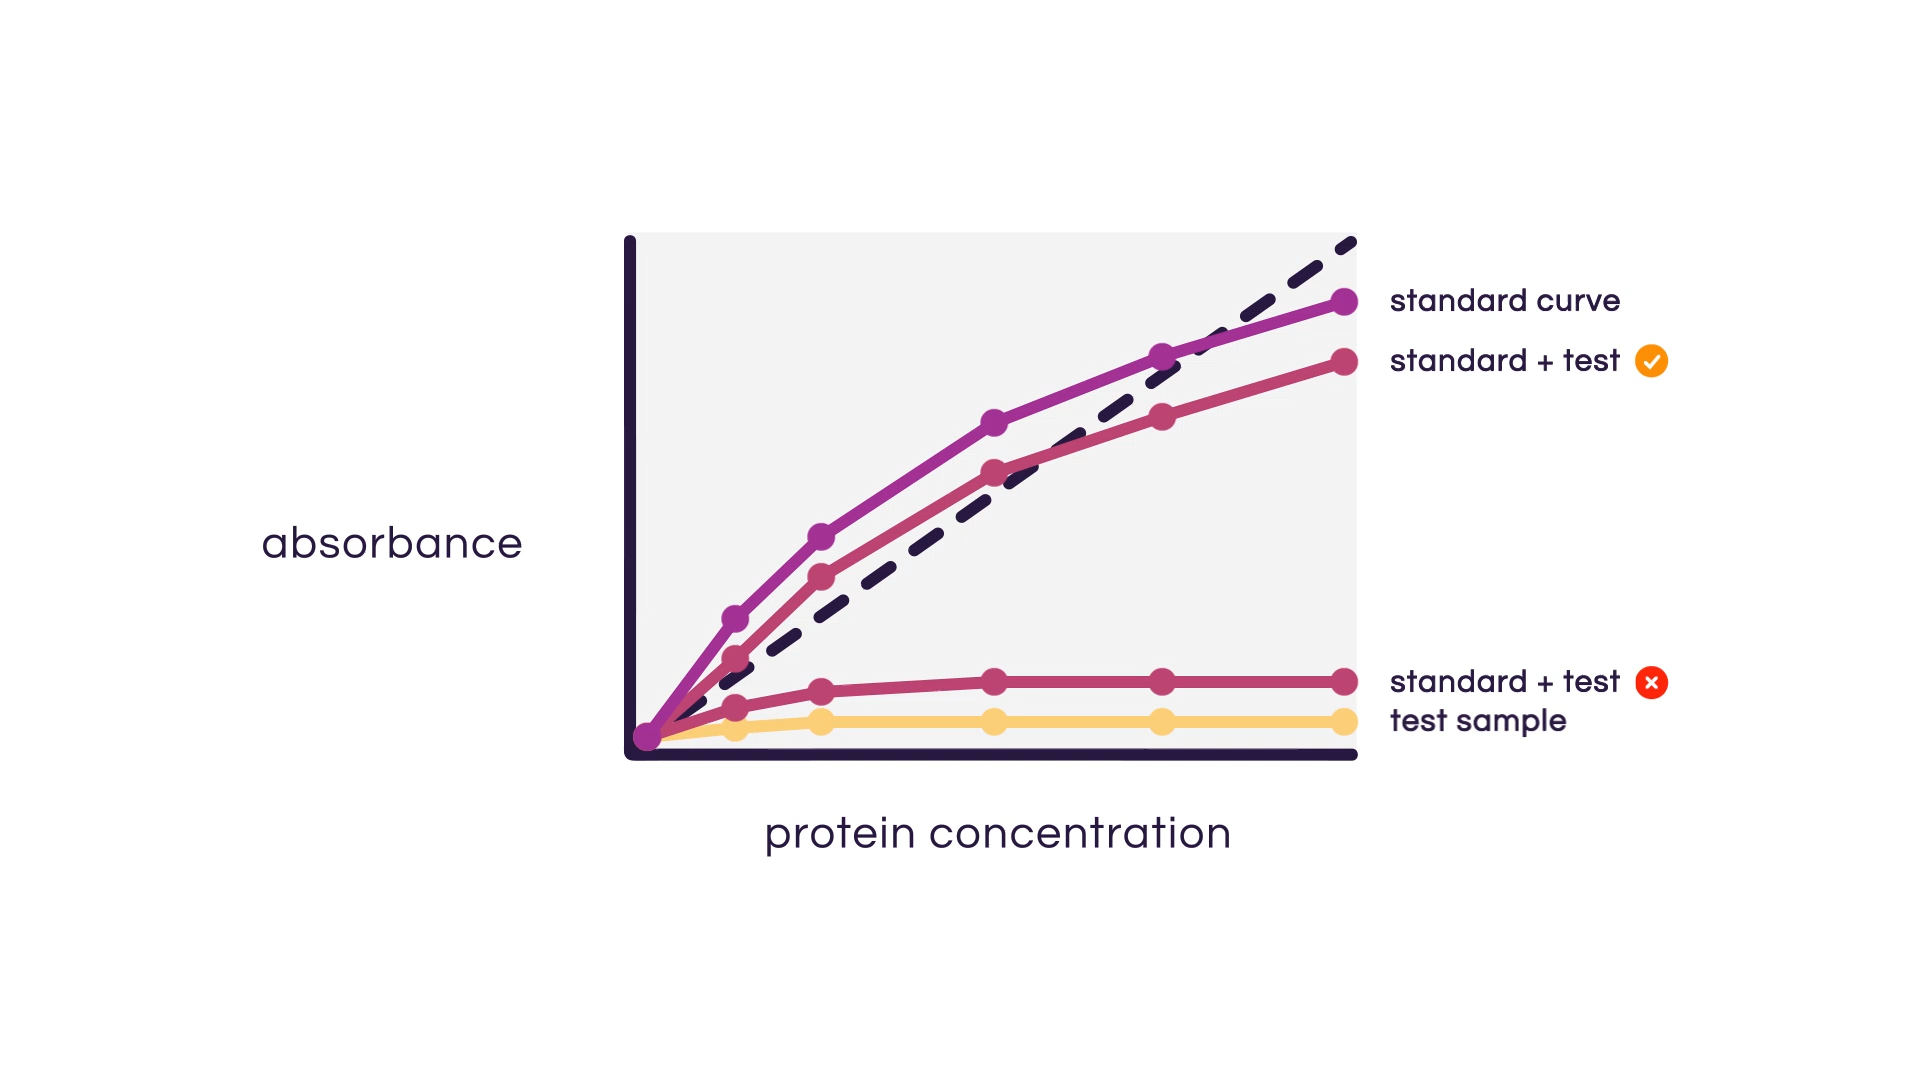 standard curve
standard + test
absorbance
standard + test
test sample
protein concentration